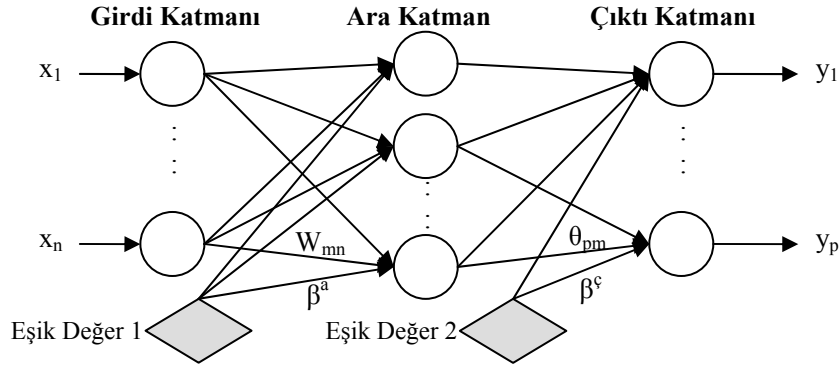 Girdi Katmanı Ara Katman Çıktı Katmanı
x1 y1
xn yp
Wmn θpm
βa βç
Eşik Değer 1 Eşik Değer 2